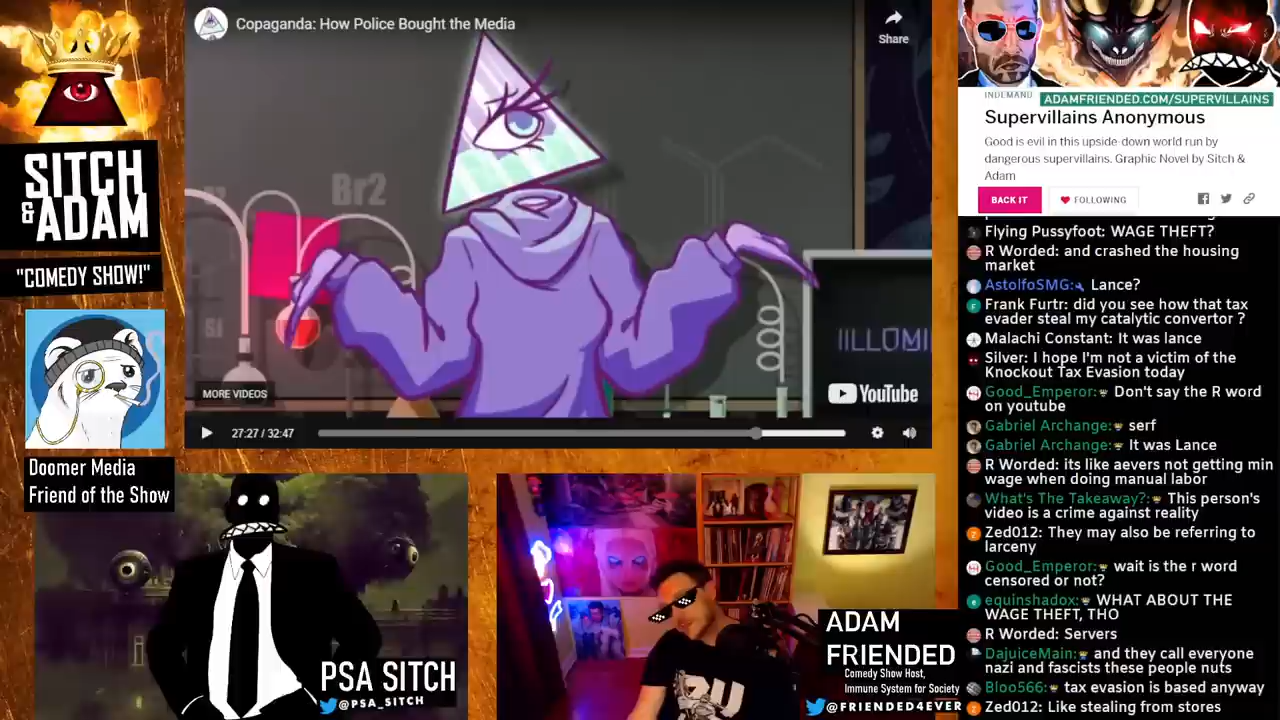 Copaganda: How Police Bought the Media
Share
Br2
Si
IILLUMI
MORE VIDEOS
YouTube
27:27 / 32:47
SITCH
& ADAM
"COMEDY SHOW!"
Doomer Media
Friend of the Show
PSA SITCH
@PSA_SITCH
ADAM
FRIENDED
Comedy Show Host,
Immune System for Society
@FRIENDED4EVER
INDEMAND
ADAMFRIENDED.COM/SUPERVILLAINS
Supervillains Anonymous
Good is evil in this upside-down world run by
dangerous supervillains. Graphic Novel by Sitch &
Adam
BACK IT
FOLLOWING
Flying Pussyfoot: WAGE THEFT?
R Worded: and crashed the housing
market
AstolfoSMG: Lance?
Frank Furtr: did you see how that tax
evader steal my catalytic convertor ?
Malachi Constant: It was lance
Silver: I hope I'm not a victim of the
Knockout Tax Evasion today
Good_Emperor: Don't say the R word
on youtube
Gabriel Archange: serf
Gabriel Archange: It was Lance
R Worded: its like aevers not getting min
wage when doing manual labor
What's The Takeaway?: This person's
video is a crime against reality
Zed012: They may also be referring to
larceny
Good_Emperor: wait is the r word
censored or not?
equinshadox: WHAT ABOUT THE
WAGE THEFT, THO
R Worded: Servers
DajuiceMain: and they call everyone
nazi and fascists these people nuts
Bloo566: tax evasion is based anyway
Zed012: Like stealing from stores